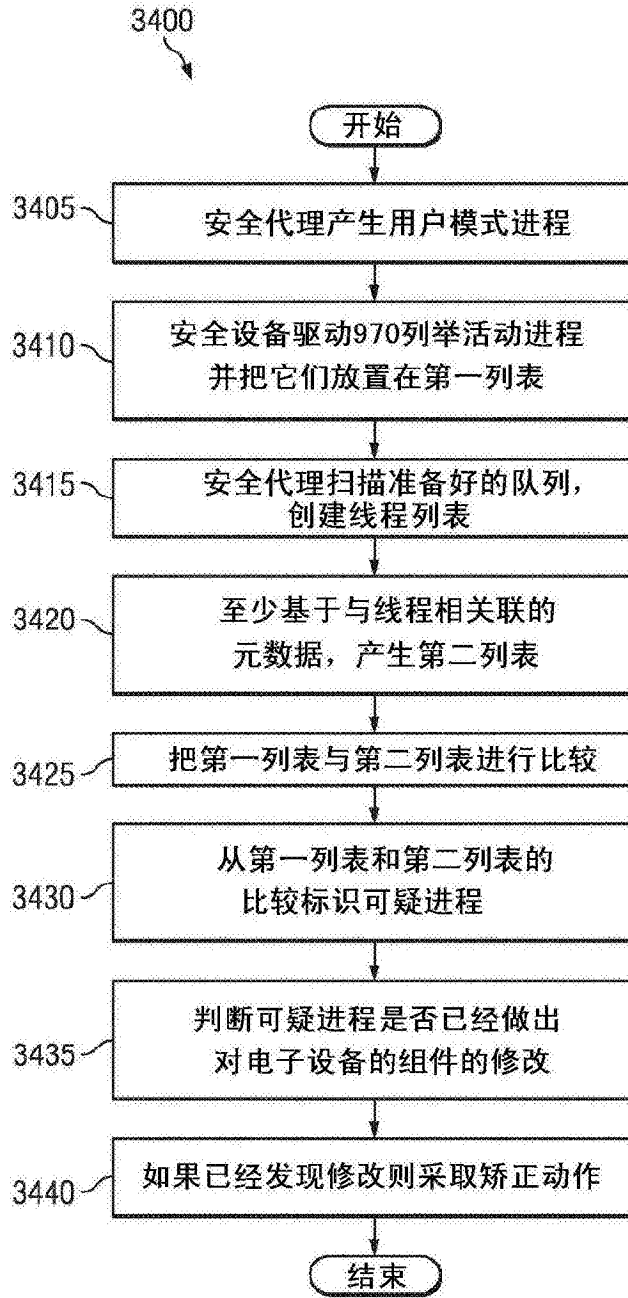 3400
开始
3405
安全代理产生用户模式进程
3410
安全设备驱动970列举活动进程
并把它们放置在第一列表
3415
安全代理扫描准备好的队列，
创建线程列表
3420
至少基于与线程相关联的
元数据，产生第二列表
3425
把第一列表与第二列表进行比较
3430
从第一列表和第二列表的
比较标识可疑进程
3435
判断可疑进程是否已经做出
对电子设备的组件的修改
3440
如果已经发现修改则采取矫正动作
结束